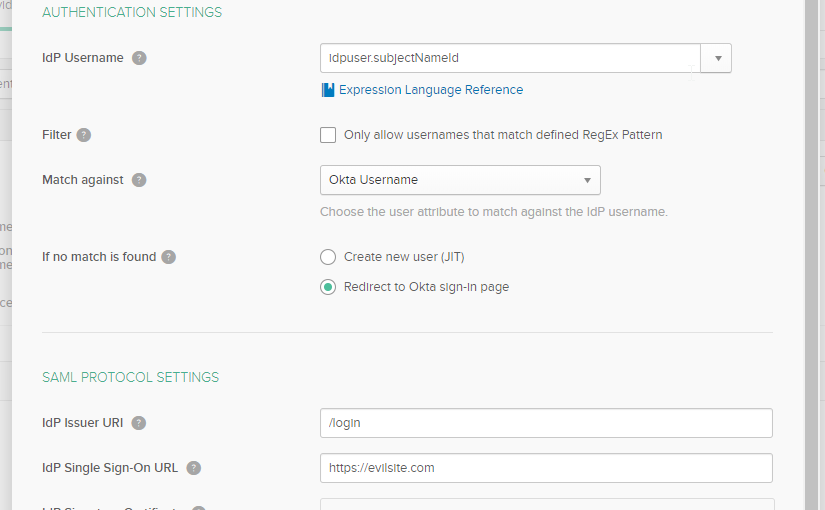 AUTHENTICATION SETTINGS
IdP Username ?
idpuser.subjectNameId
Expression Language Reference
Filter ?
Only allow usernames that match defined RegEx Pattern
Match against ?
Okta Username
Choose the user attribute to match against the IdP username.
If no match is found ?
Create new user (JIT)
Redirect to Okta sign-in page
SAML PROTOCOL SETTINGS
IdP Issuer URI ?
/login
IdP Single Sign-On URL ?
https://evilsite.com